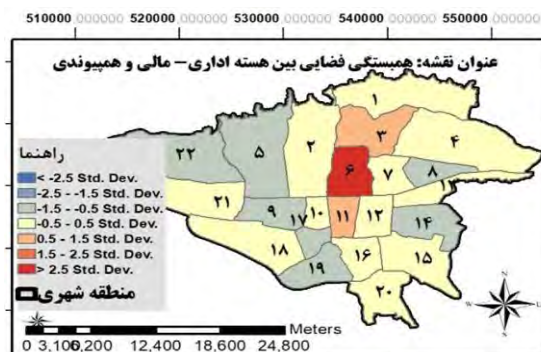 510000 520000 530000 540000 550000
عنوان نقشه: همبستگی فضایی بین هسته اداری– مالی و همپیوندی
۱
۳
۴
۲
۵
۲۲
۶
۷
۸
۱۳
۲۱
۹
۱۷
۱۰
۱۱
۱۲
۱۴
۱۸
۱۹
۱۶
۱۵
۲۰
راهنما
< -2.5 Std. Dev.
-2.5 - -1.5 Std. Dev.
-1.5 - -0.5 Std. Dev.
-0.5 - 0.5 Std. Dev.
0.5 - 1.5 Std. Dev.
1.5 - 2.5 Std. Dev.
> 2.5 Std. Dev.
منطقه شهری
Meters
0 3,100 6,200 12,400 18,600 24,800
N
W E
S